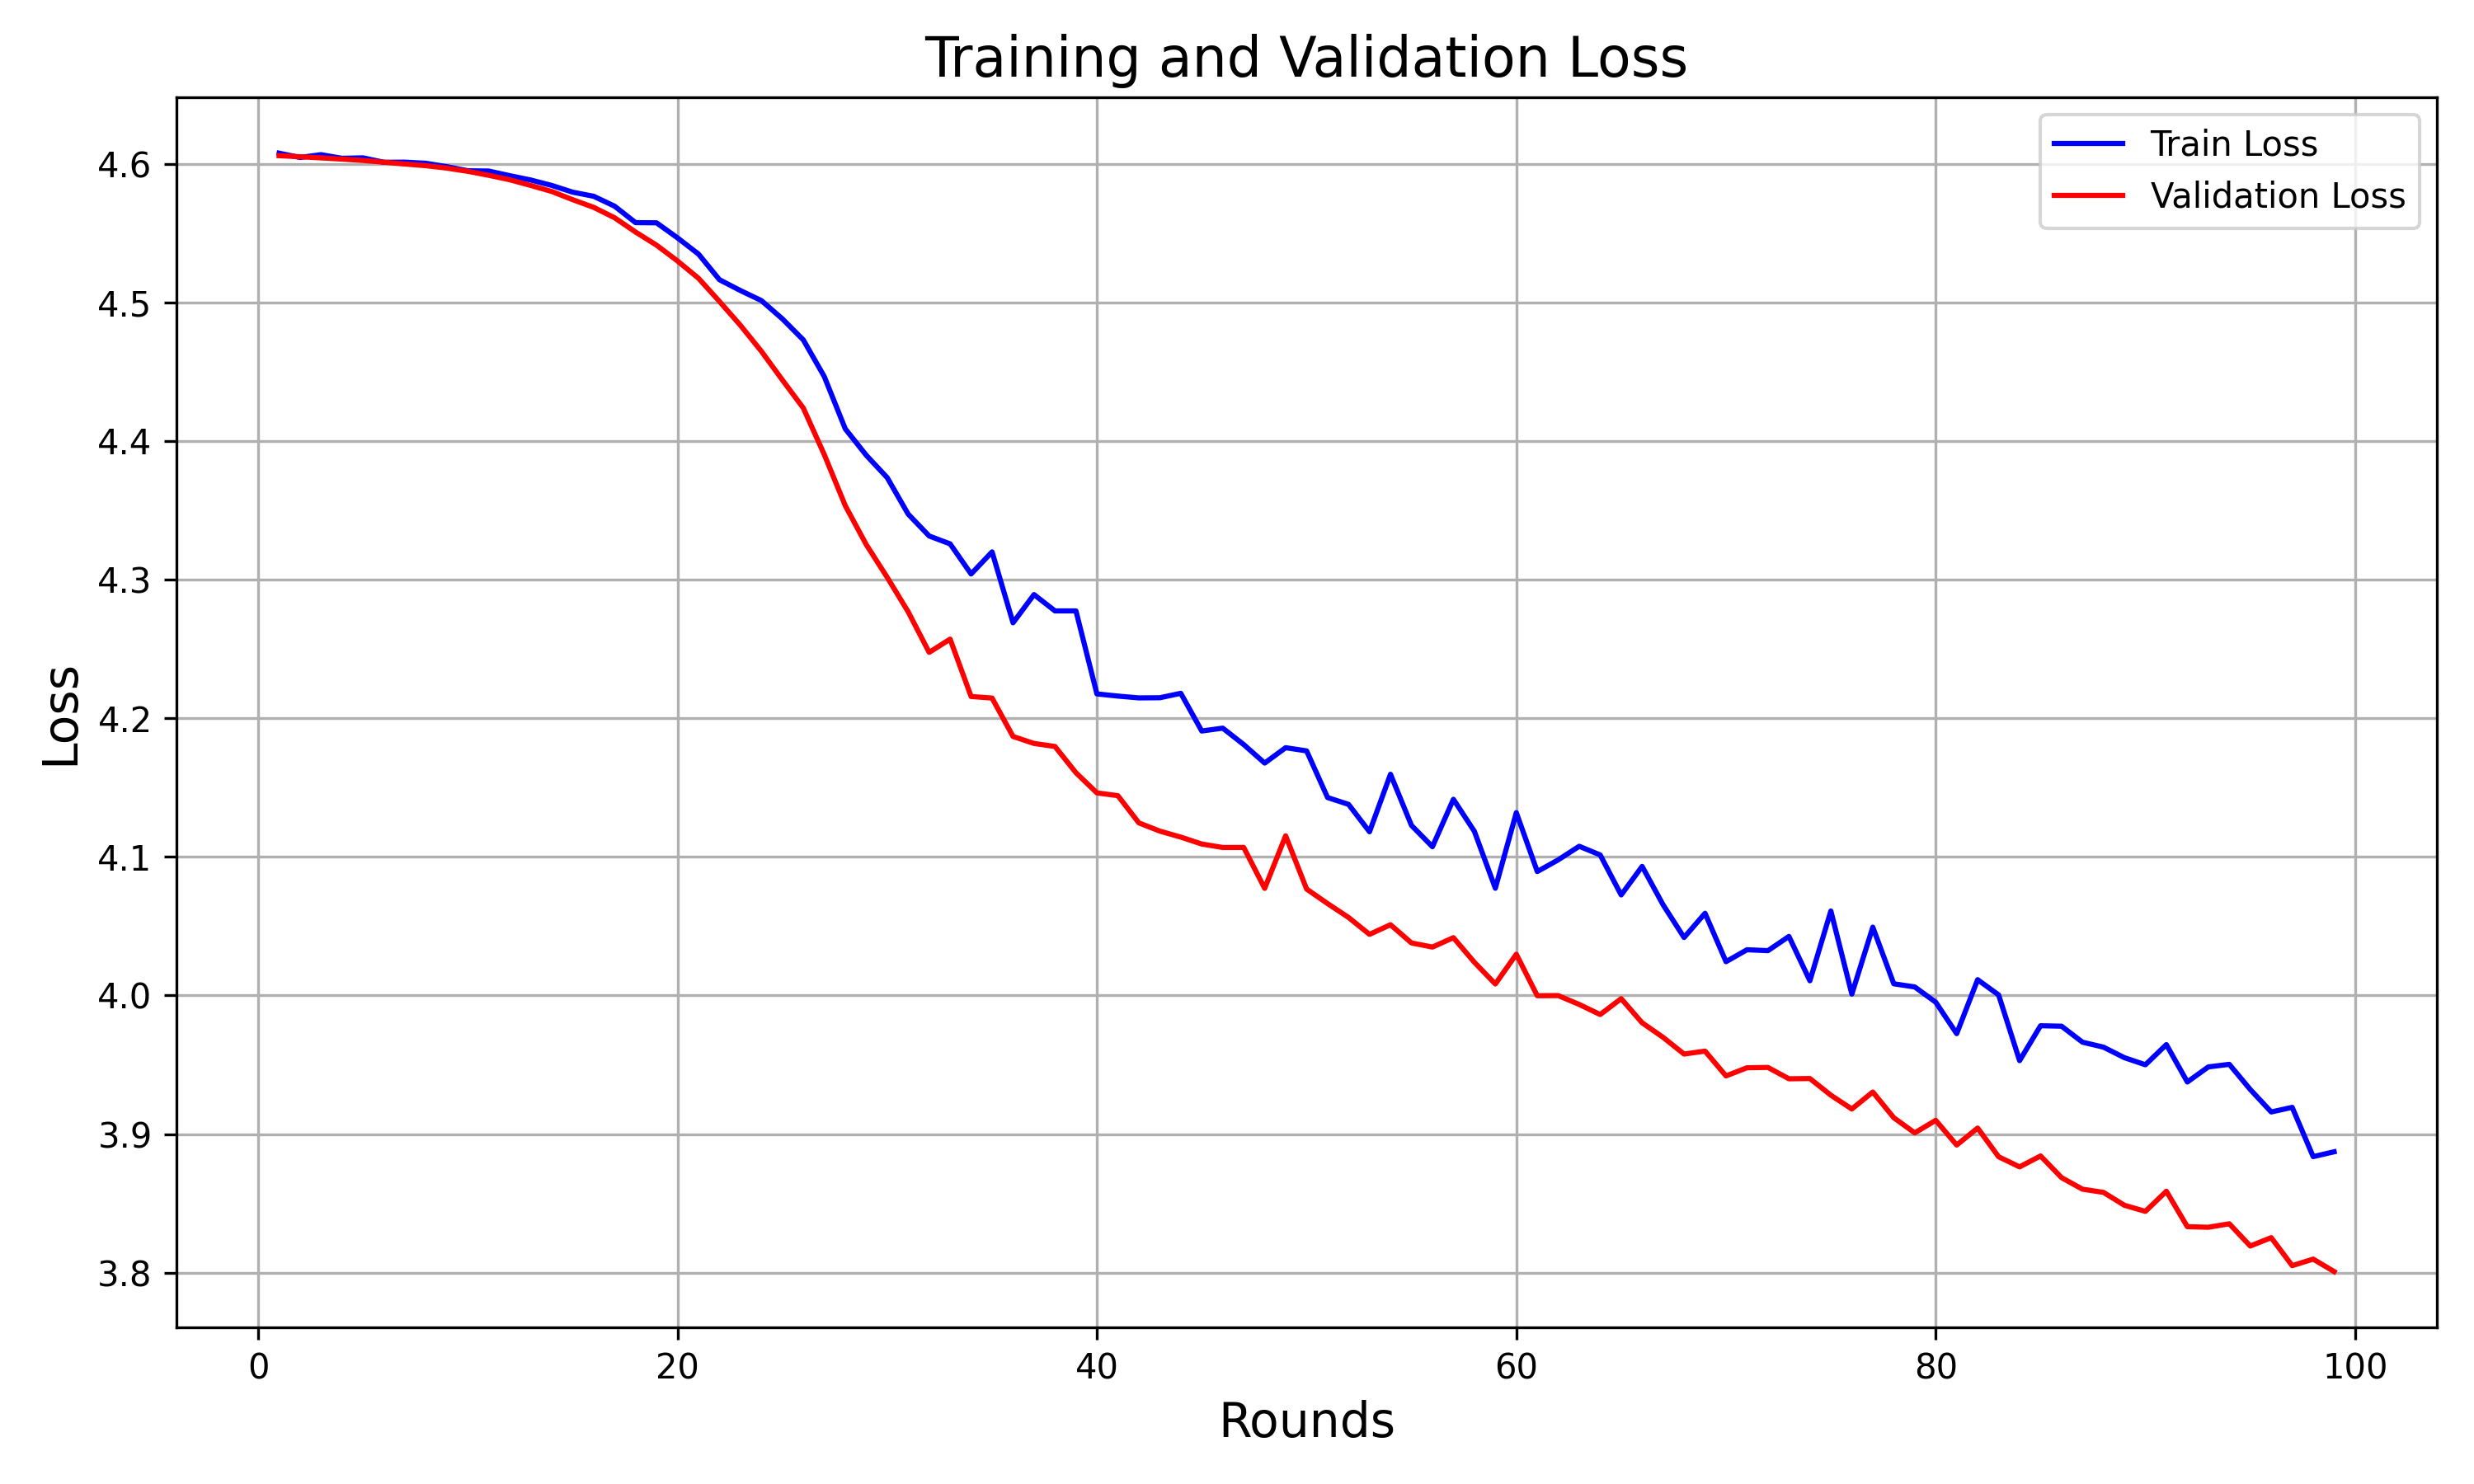 Training and Validation Loss
Train Loss
Validation Loss
4.6
4.5
4.4
4.3
4.2
4.1
4.0
3.9
3.8
Loss
0 20 40 60 80 100
Rounds